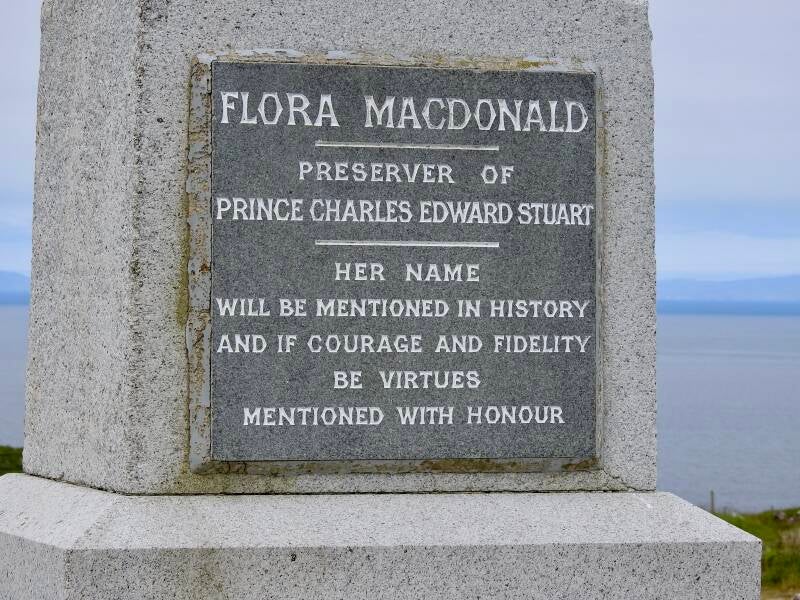 FLORA MACDONALD
PRESERVER OF
PRINCE CHARLES EDWARD STUART
HER NAME
WILL BE MENTIONED IN HISTORY
AND IF COURAGE AND FIDELITY
BE VIRTUES
MENTIONED WITH HONOUR